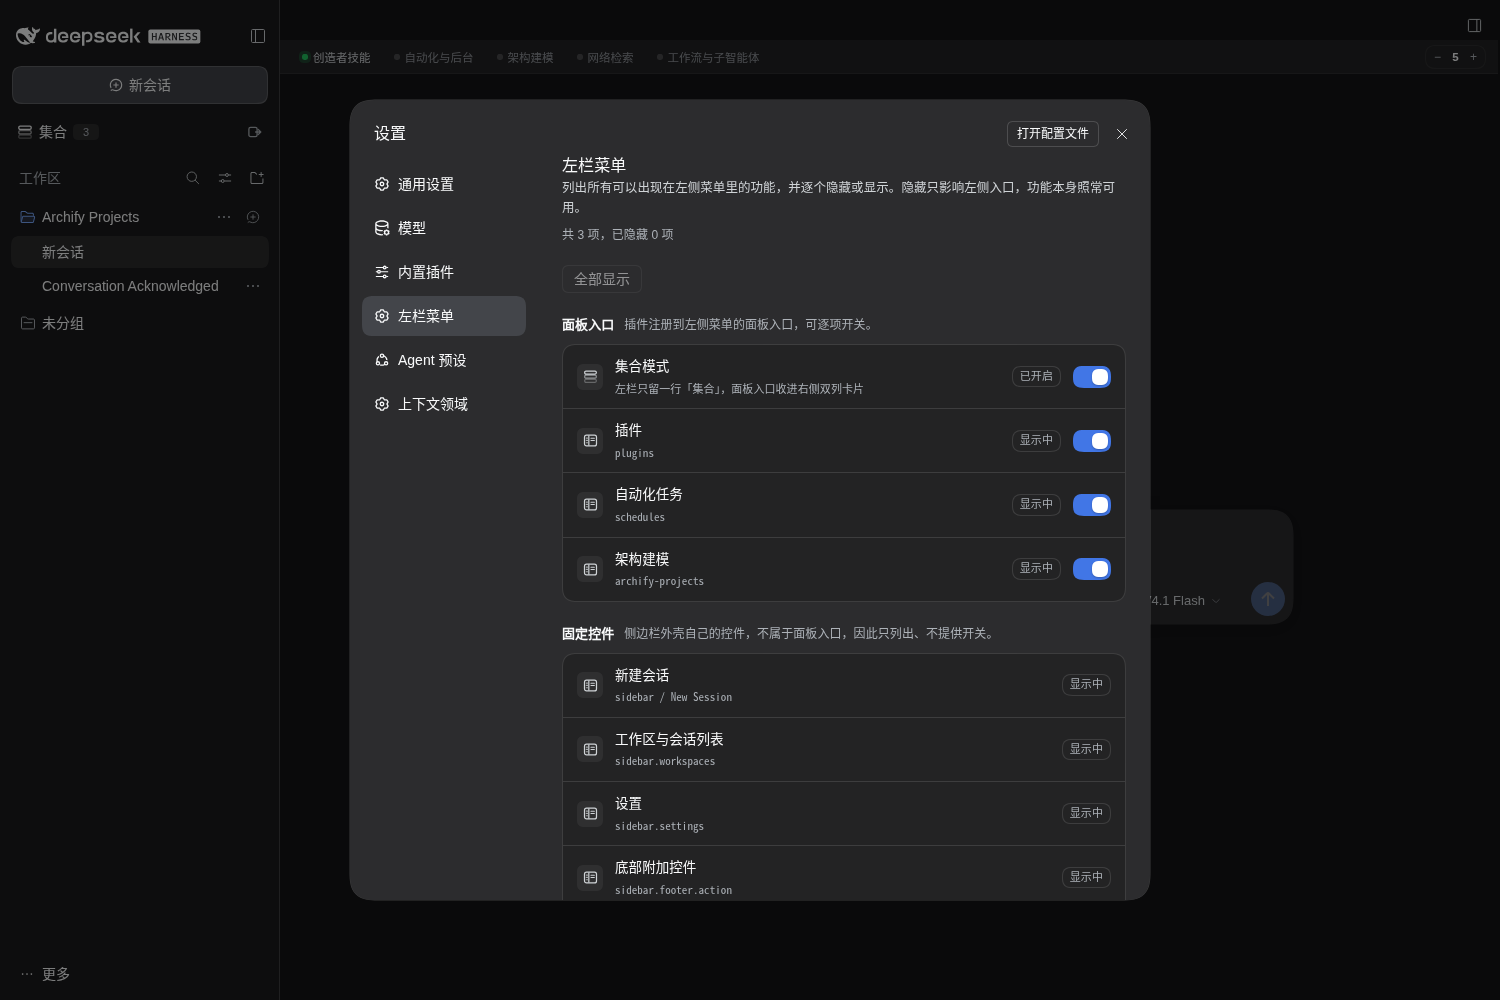 deepseek HARNESS
新会话
集合 3
工作区
Archify Projects
新会话
Conversation Acknowledged
未分组
更多
创造者技能 自动化与后台 架构建模 网络检索 工作流与子智能体
− 5 +
设置
打开配置文件
通用设置
模型
内置插件
左栏菜单
Agent 预设
上下文领域
左栏菜单
列出所有可以出现在左侧菜单里的功能，并逐个隐藏或显示。隐藏只影响左侧入口，功能本身照常可
用。
共 3 项，已隐藏 0 项
全部显示
面板入口 插件注册到左侧菜单的面板入口，可逐项开关。
集合模式
左栏只留一行「集合」，面板入口收进右侧双列卡片
已开启
插件
plugins
显示中
自动化任务
schedules
显示中
架构建模
archify-projects
显示中
固定控件 侧边栏外壳自己的控件，不属于面板入口，因此只列出、不提供开关。
新建会话
sidebar / New Session
显示中
工作区与会话列表
sidebar.workspaces
显示中
设置
sidebar.settings
显示中
底部附加控件
sidebar.footer.action
显示中
4.1 Flash